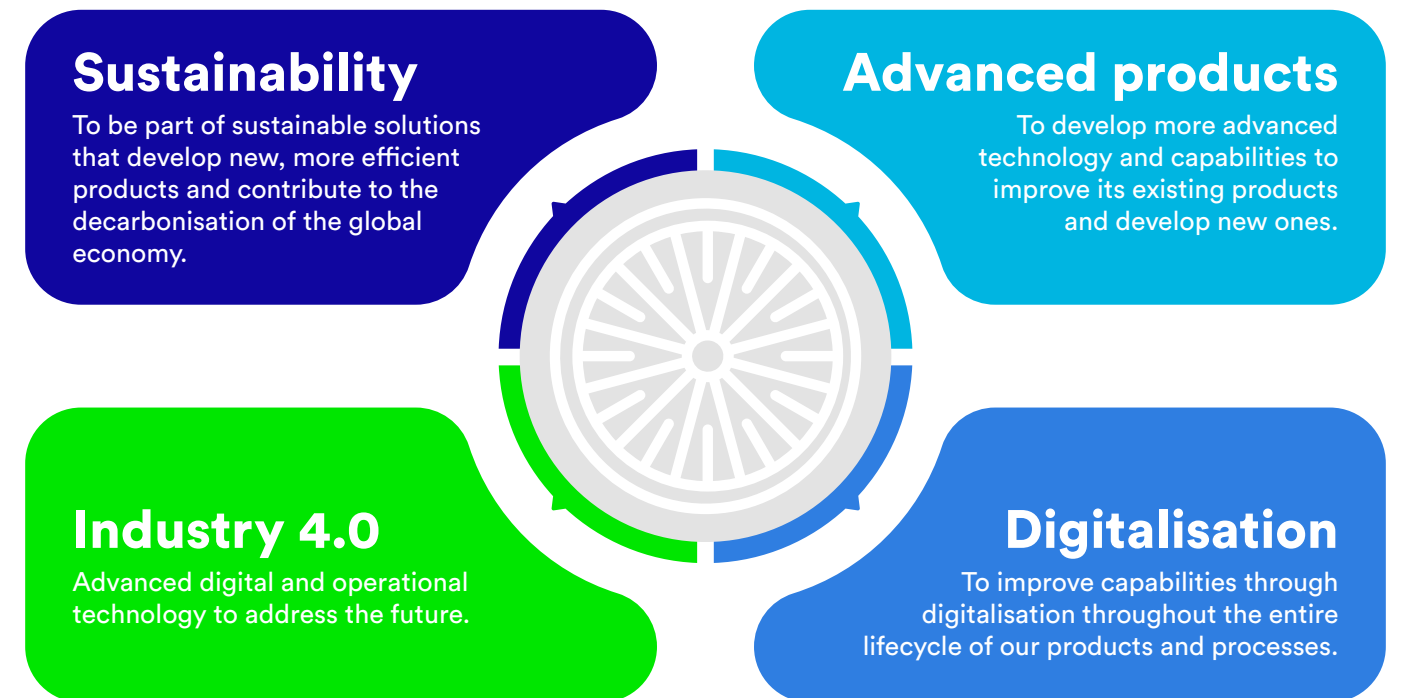 Sustainability
To be part of sustainable solutions
that develop new, more efficient
products and contribute to the
decarbonisation of the global
economy.
Advanced products
To develop more advanced
technology and capabilities to
improve its existing products
and develop new ones.
Industry 4.0
Advanced digital and operational
technology to address the future.
Digitalisation
To improve capabilities through
digitalisation throughout the entire
lifecycle of our products and processes.